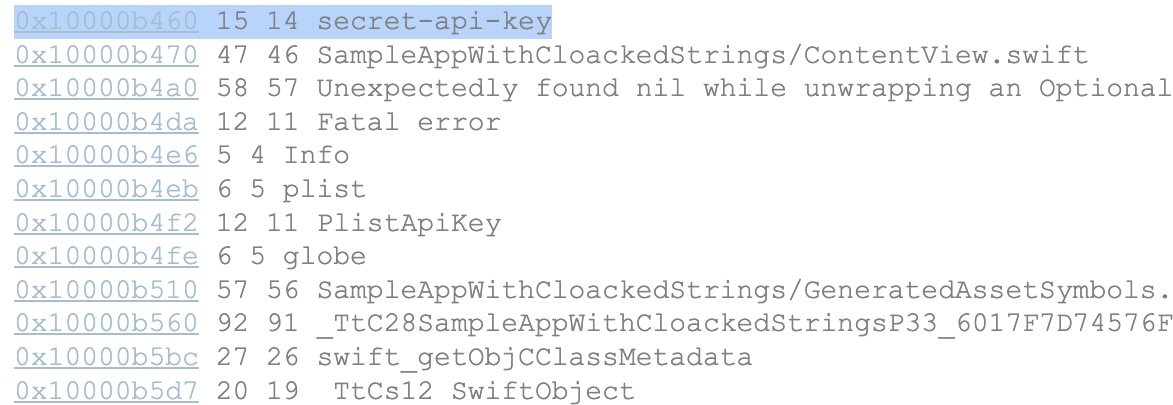 0x10000b460 15 14 secret-api-key
0x10000b470 47 46 SampleAppWithCloackedStrings/ContentView.swift
0x10000b4a0 58 57 Unexpectedly found nil while unwrapping an Optional
0x10000b4da 12 11 Fatal error
0x10000b4e6 5 4 Info
0x10000b4eb 6 5 plist
0x10000b4f2 12 11 PlistApiKey
0x10000b4fe 6 5 globe
0x10000b510 57 56 SampleAppWithCloackedStrings/GeneratedAssetSymbols.
0x10000b560 92 91 _TtC28SampleAppWithCloackedStringsP33_6017F7D74576F
0x10000b5bc 27 26 swift_getObjCClassMetadata
0x10000b5d7 20 19 TtCs12 SwiftObject